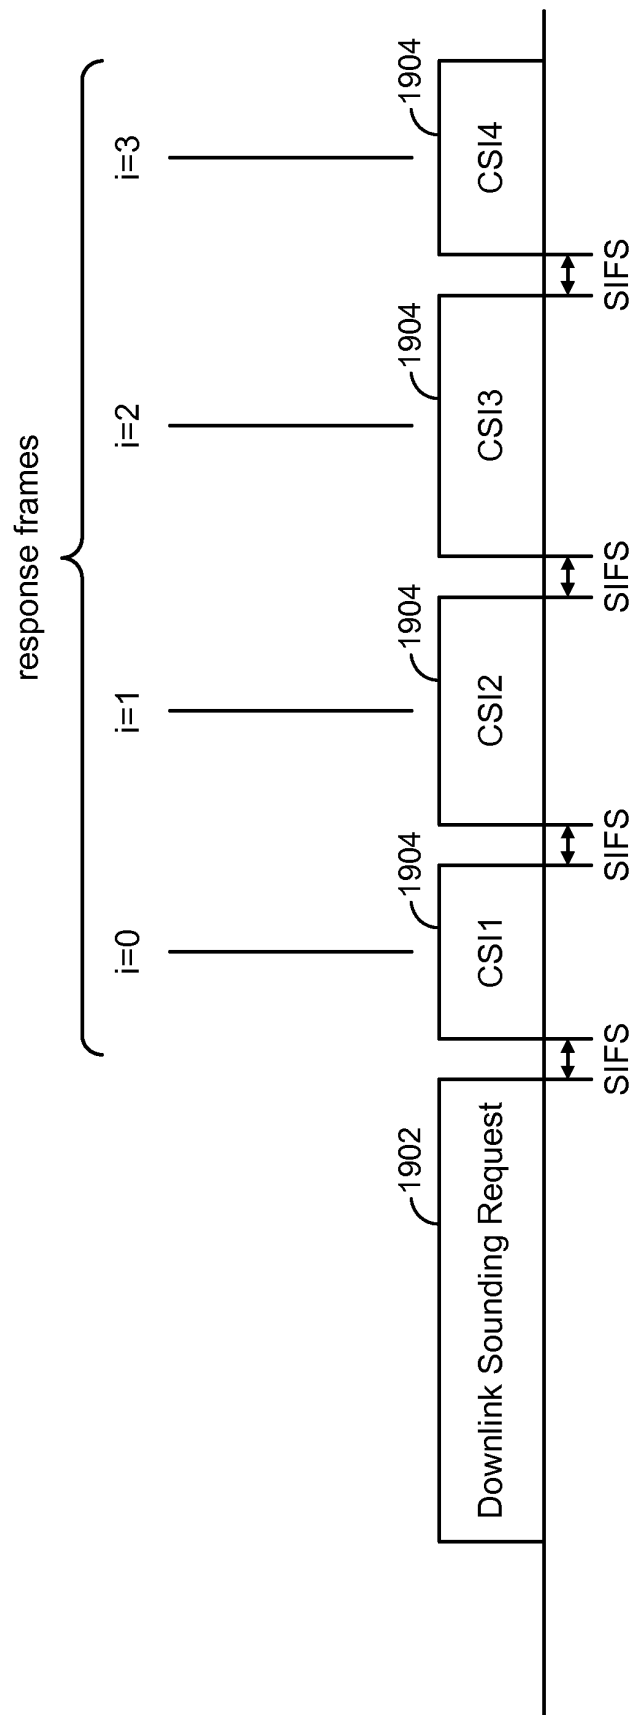 response frames
i=0
i=1
i=2
i=3
1902
1904
1904
1904
1904
Downlink Sounding Request
CSI1
CSI2
CSI3
CSI4
SIFS
SIFS
SIFS
SIFS